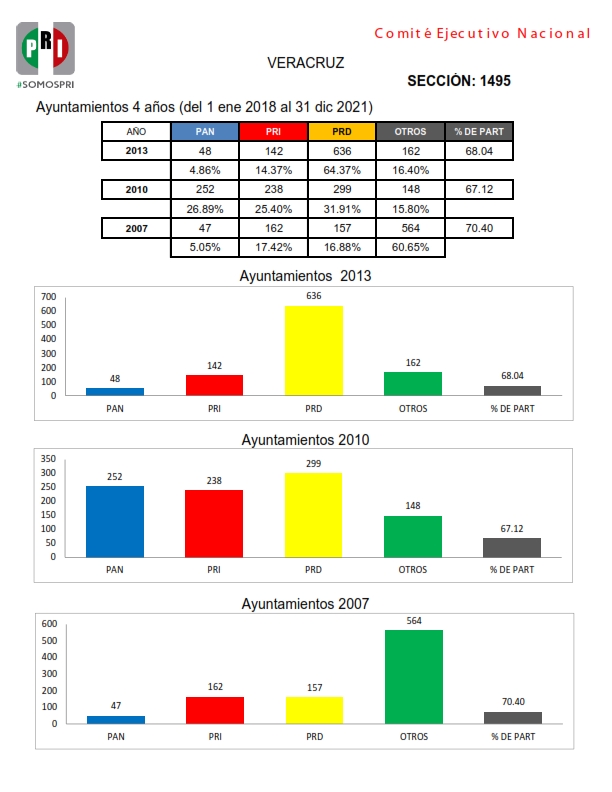 Comité Ejecutivo Nacional
PRI
#SOMOSPRI
VERACRUZ
SECCIÓN: 1495
Ayuntamientos 4 años (del 1 ene 2018 al 31 dic 2021)
AÑO PAN PRI PRD OTROS % DE PART
2013 48 142 636 162 68.04
4.86% 14.37% 64.37% 16.40%
2010 252 238 299 148 67.12
26.89% 25.40% 31.91% 15.80%
2007 47 162 157 564 70.40
5.05% 17.42% 16.88% 60.65%
Ayuntamientos 2013
700
600
500
400
300
200
100
0
48 142 636 162 68.04
PAN PRI PRD OTROS % DE PART
Ayuntamientos 2010
350
300
250
200
150
100
50
0
252 238 299 148 67.12
PAN PRI PRD OTROS % DE PART
Ayuntamientos 2007
600
500
400
300
200
100
0
47 162 157 564 70.40
PAN PRI PRD OTROS % DE PART